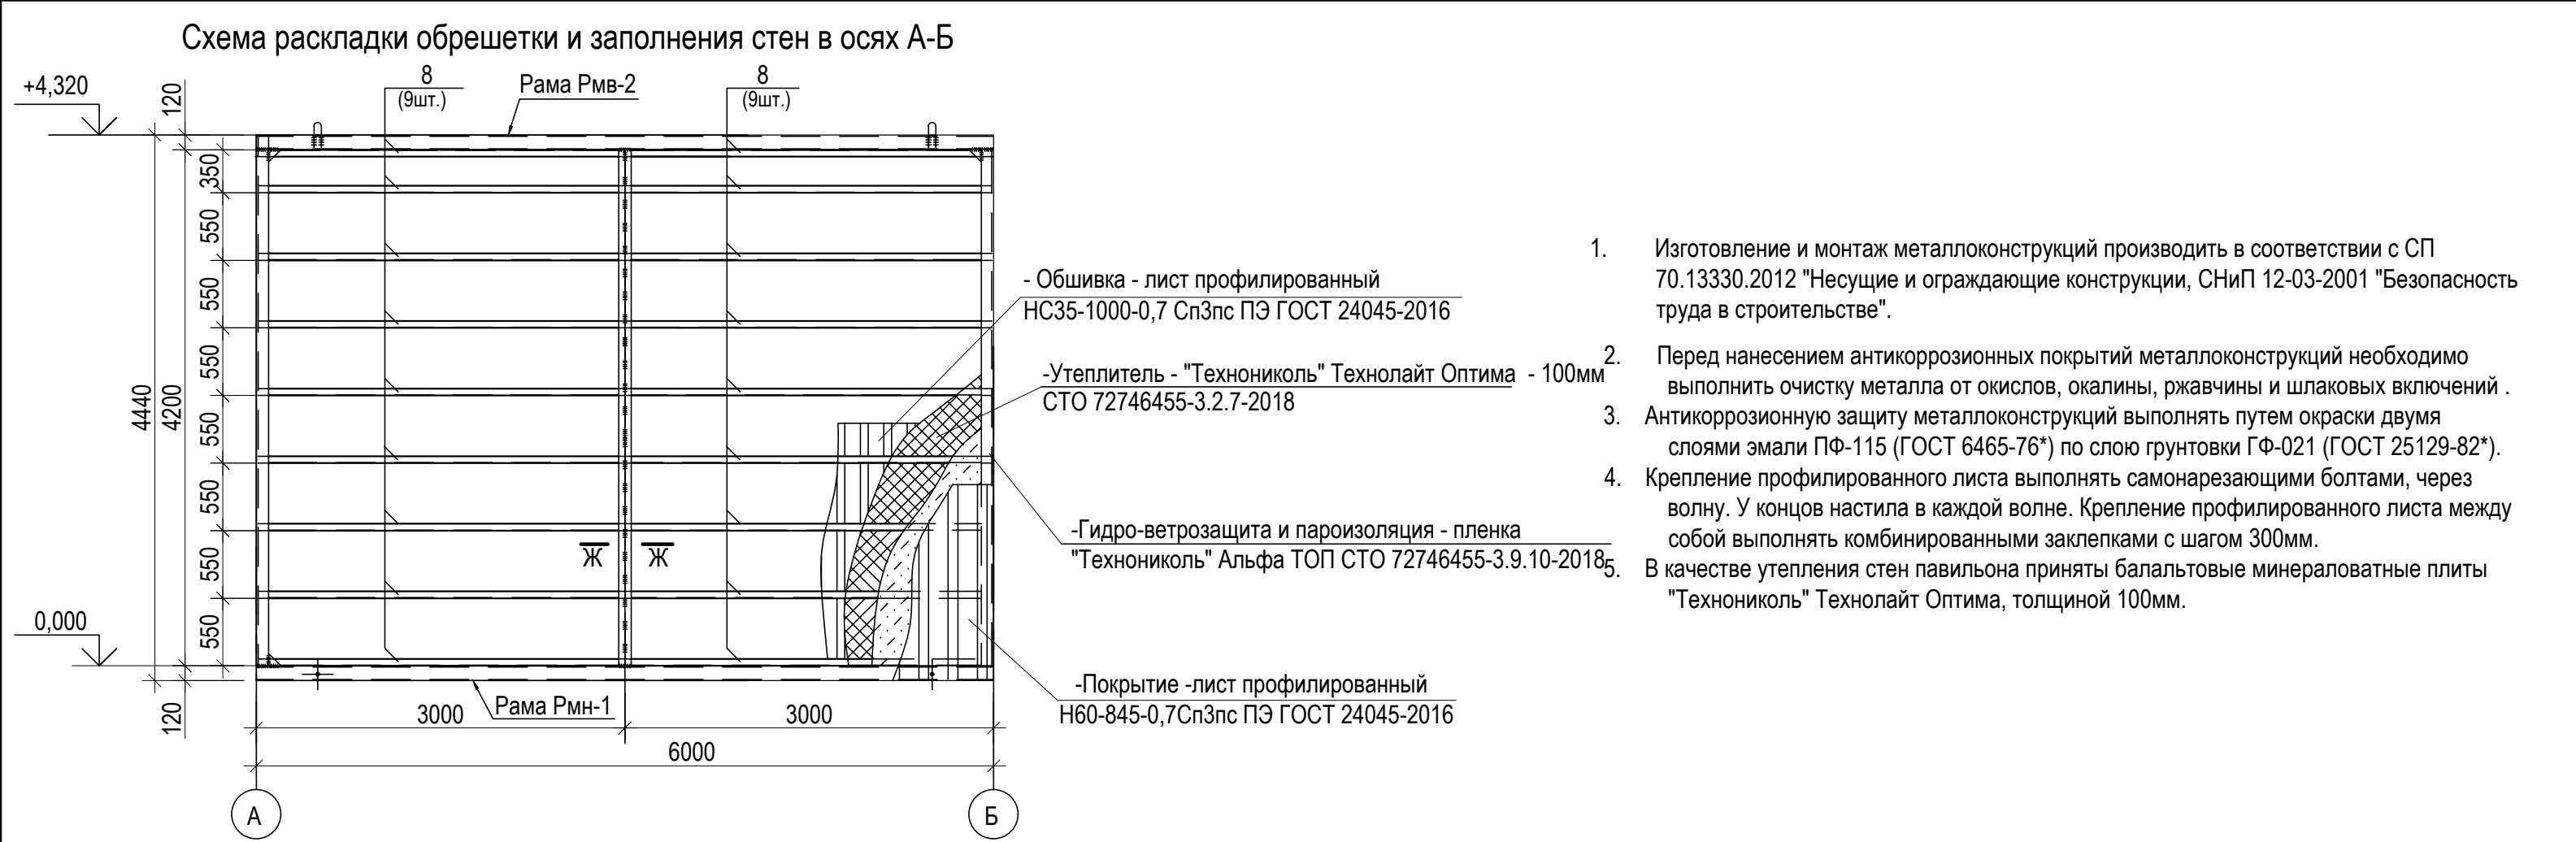 Схема раскладки обрешетки и заполнения стен в осях А-Б
+4,320
120
8
(9шт.)
Рама Рмв-2
8
(9шт.)
350
550
550
550
550
550
550
550
4440
4200
0,000
120
Ж Ж
Рама Рмн-1
3000
3000
6000
А
Б
- Обшивка - лист профилированный
НС35-1000-0,7 Сп3пс ПЭ ГОСТ 24045-2016
-Утеплитель - "Технониколь" Технолайт Оптима - 100мм
СТО 72746455-3.2.7-2018
-Гидро-ветрозащита и пароизоляция - пленка
"Технониколь" Альфа ТОП СТО 72746455-3.9.10-2018
-Покрытие -лист профилированный
Н60-845-0,7Сп3пс ПЭ ГОСТ 24045-2016
1. Изготовление и монтаж металлоконструкций производить в соответствии с СП
70.13330.2012 "Несущие и ограждающие конструкции, СНиП 12-03-2001 "Безопасность
труда в строительстве".
2. Перед нанесением антикоррозионных покрытий металлоконструкций необходимо
выполнить очистку металла от окислов, окалины, ржавчины и шлаковых включений .
3. Антикоррозионную защиту металлоконструкций выполнять путем окраски двумя
слоями эмали ПФ-115 (ГОСТ 6465-76*) по слою грунтовки ГФ-021 (ГОСТ 25129-82*).
4. Крепление профилированного листа выполнять самонарезающими болтами, через
волну. У концов настила в каждой волне. Крепление профилированного листа между
собой выполнять комбинированными заклепками с шагом 300мм.
5. В качестве утепления стен павильона приняты балальтовые минераловатные плиты
"Технониколь" Технолайт Оптима, толщиной 100мм.